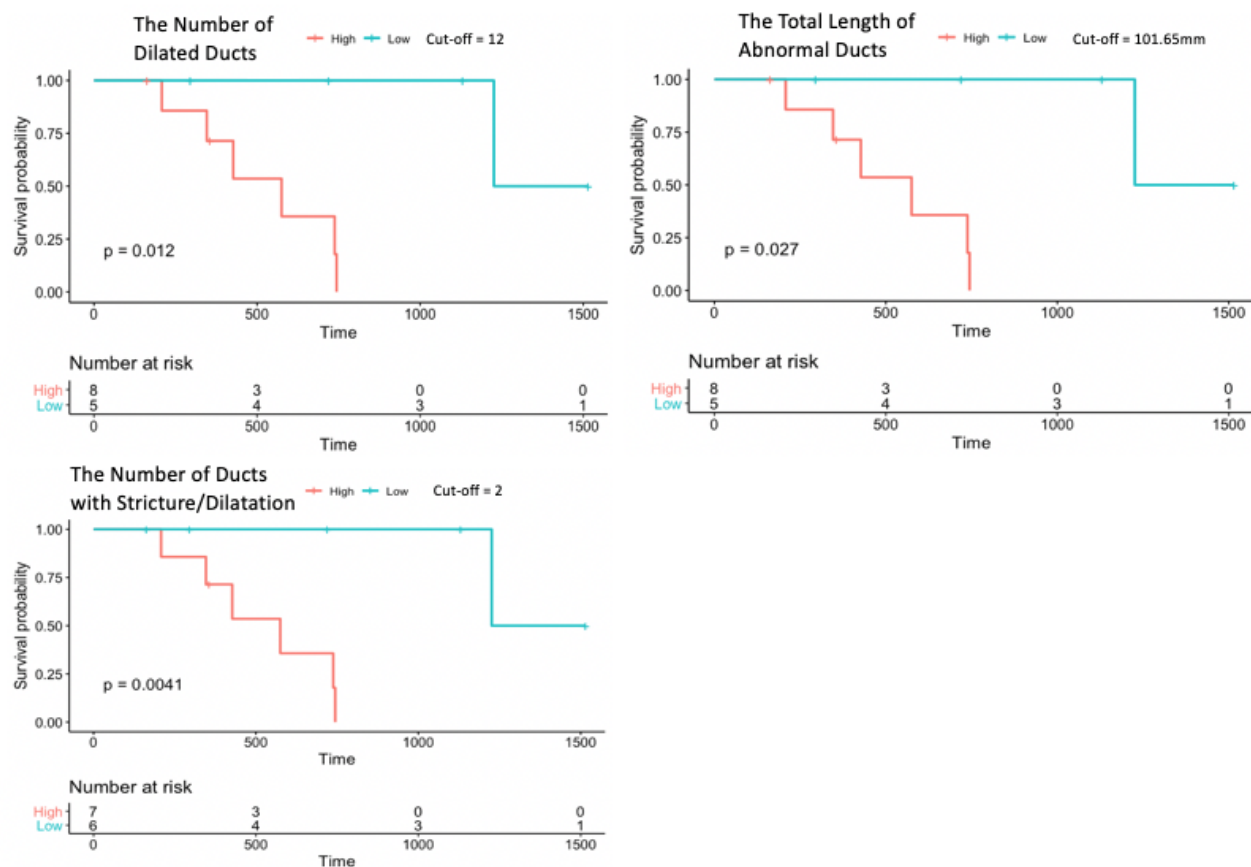 The Number of
Dilated Ducts
High Low Cut-off = 12
1.00
0.75
0.50
0.25
0.00
Survival probability
p = 0.012
0 500 1000 1500
Time
Number at risk
High 8 3 0 0
Low 5 4 3 1
0 500 1000 1500
Time
The Total Length of
Abnormal Ducts
High Low Cut-off = 101.65mm
1.00
0.75
0.50
0.25
0.00
Survival probability
p = 0.027
0 500 1000 1500
Time
Number at risk
High 8 3 0 0
Low 5 4 3 1
0 500 1000 1500
Time
The Number of Ducts
with Stricture/Dilatation
High Low Cut-off = 2
1.00
0.75
0.50
0.25
0.00
Survival probability
p = 0.0041
0 500 1000 1500
Time
Number at risk
High 7 3 0 0
Low 6 4 3 1
0 500 1000 1500
Time